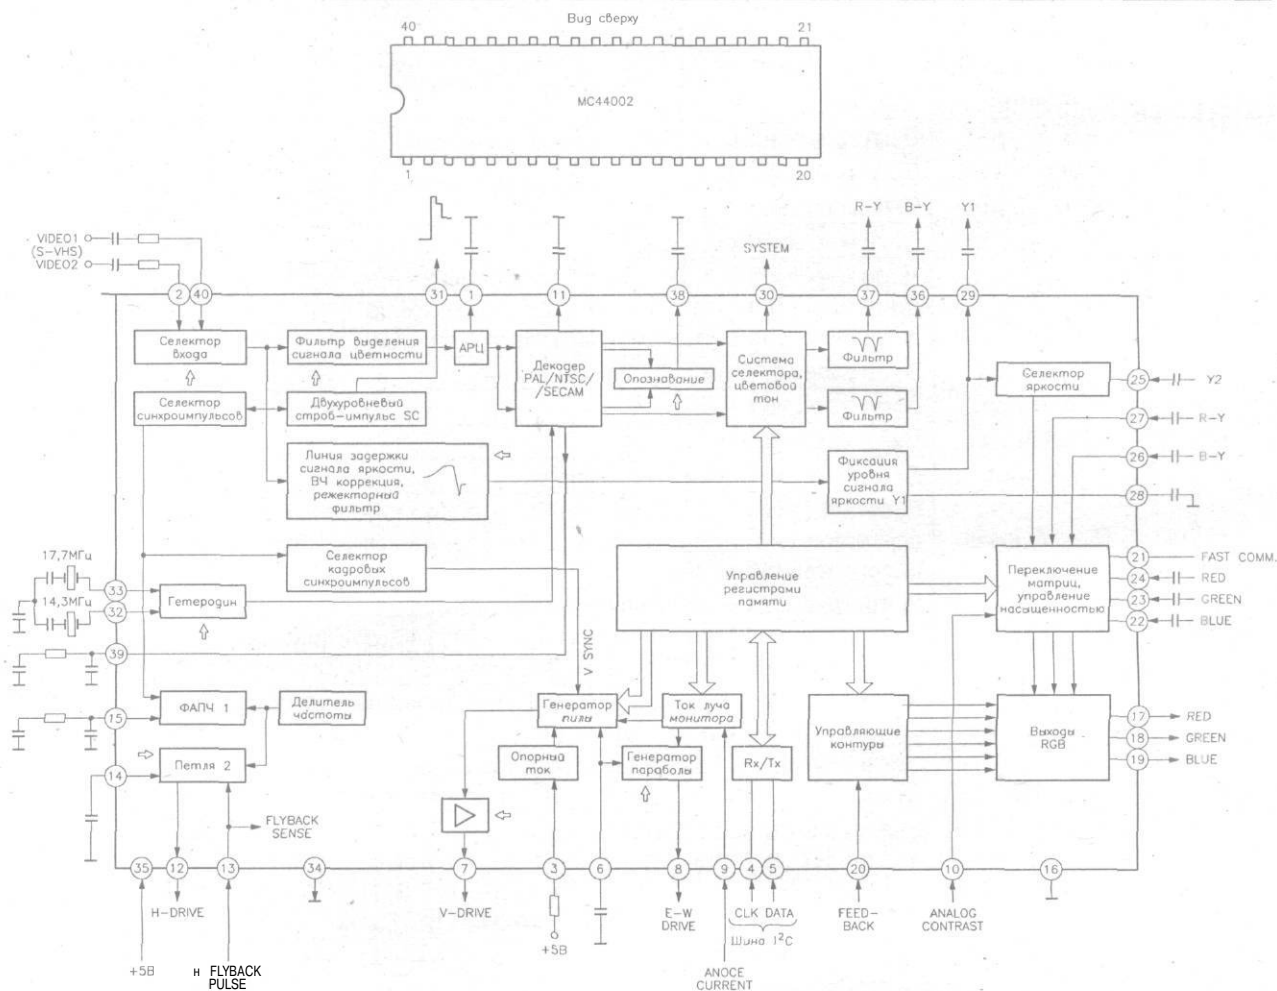 Вид сверху
40
21
MC44002
1
20
R-Y
B-Y
Y1
VIDEO1
(S-VHS)
VIDEO2
SYSTEM
2
40
31
1
11
38
30
37
36
29
Селектор
входа
Фильтр выделения
сигнала цветности
АРЦ
Декодер
PAL/NTSC/
/SECAM
Опознавание
Система
селектора,
цветовой
тон
Фильтр
Фильтр
Селектор
яркости
25
Y2
Селектор
синхроимпульсов
Двухуровневый
строб-импульс SC
27
R-Y
26
B-Y
28
Линия задержки
сигнала яркости,
ВЧ коррекция,
режекторный
фильтр
Фиксация
уровня
сигнала
яркости Y1
17,7МГц
14,3МГц
33
32
39
Гетеродин
Селектор
кадровых
синхроимпульсов
Управление
регистрами
памяти
Переключение
матриц,
управление
насыщенностью
21
FAST COMM.
24
RED
23
GREEN
22
BLUE
V SYNC
15
ФАПЧ 1
Делитель
частоты
Генератор
пилы
Ток луча
монитора
Управляющие
контуры
Выходы
RGB
17
RED
18
GREEN
19
BLUE
14
Петля 2
Опорный
ток
Генератор
параболы
Rx/Tx
FLYBACK
SENSE
35
12
13
34
7
3
6
8
9
4
5
20
10
16
H-DRIVE
V-DRIVE
+5В
E-W
DRIVE
CLK DATA
Шина I²C
FEED-
BACK
ANALOG
CONTRAST
+5В
H FLYBACK
PULSE
ANOCE
CURRENT